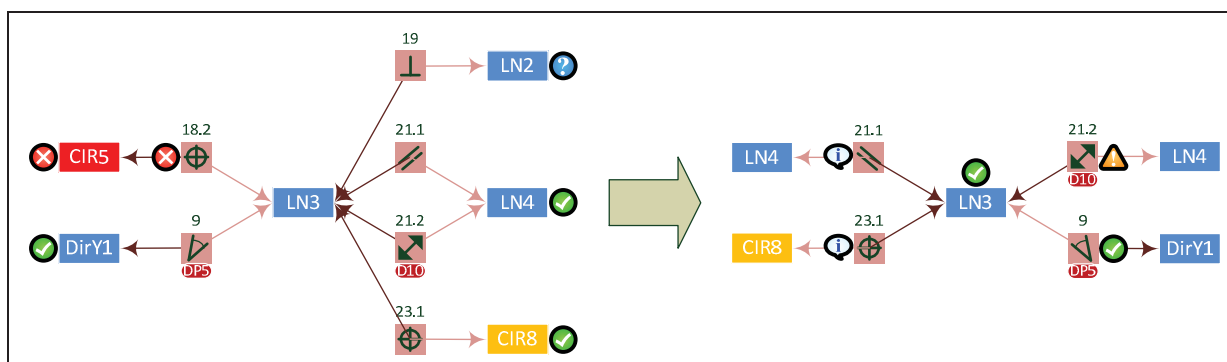 19
LN2
?
18.2
21.1
CIR5
LN3
21.2
LN4
9
DirY1
DP5
D10
23.1
CIR8
21.1
21.2
LN4
i
!
LN4
D10
LN3
23.1
9
CIR8
i
DirY1
DP5